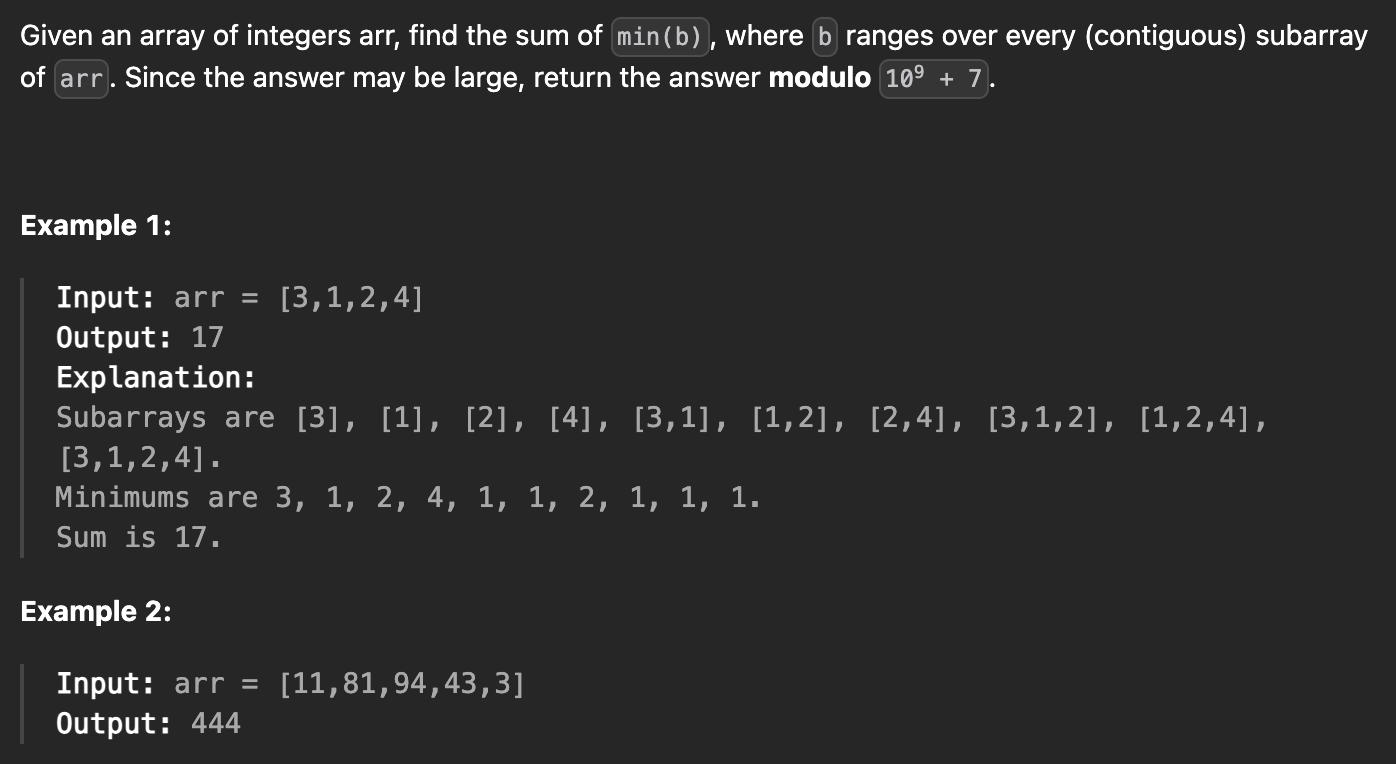 Given an array of integers arr, find the sum of min(b), where b ranges over every (contiguous) subarray
of arr. Since the answer may be large, return the answer modulo 10⁹ + 7.
Example 1:
Input: arr = [3,1,2,4]
Output: 17
Explanation:
Subarrays are [3], [1], [2], [4], [3,1], [1,2], [2,4], [3,1,2], [1,2,4],
[3,1,2,4].
Minimums are 3, 1, 2, 4, 1, 1, 2, 1, 1, 1.
Sum is 17.
Example 2:
Input: arr = [11,81,94,43,3]
Output: 444